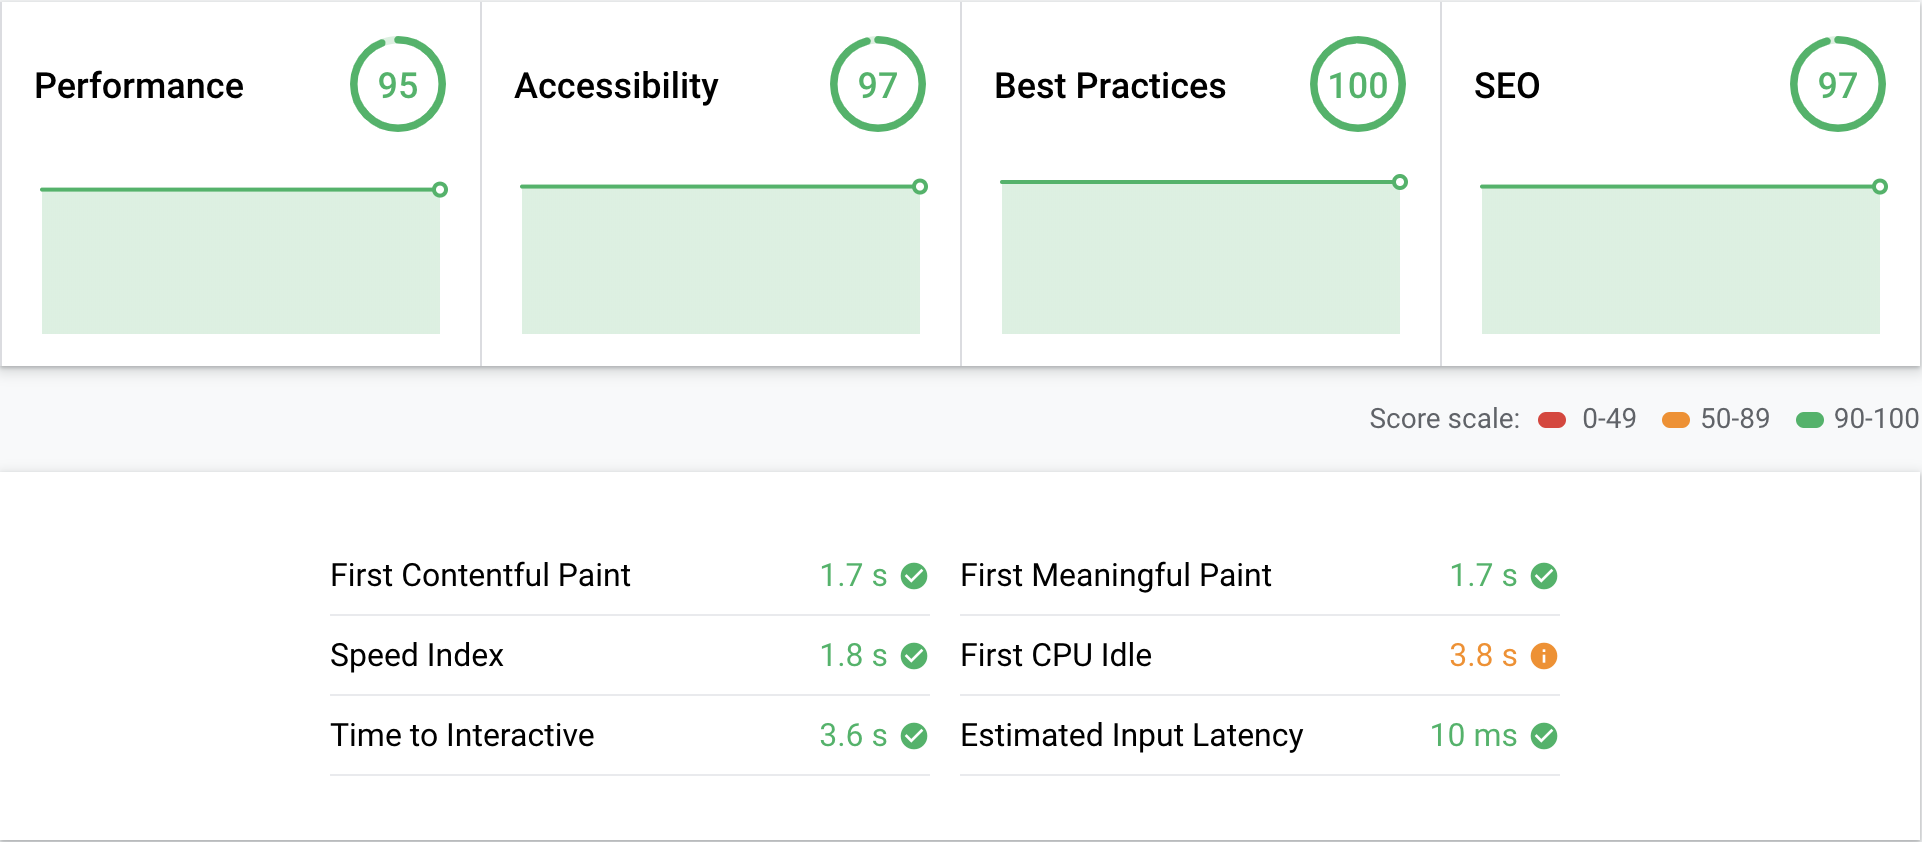 Performance 95 Accessibility 97 Best Practices 100 SEO 97
Score scale: 0-49 50-89 90-100
First Contentful Paint 1.7 s First Meaningful Paint 1.7 s
Speed Index 1.8 s First CPU Idle 3.8 s
Time to Interactive 3.6 s Estimated Input Latency 10 ms